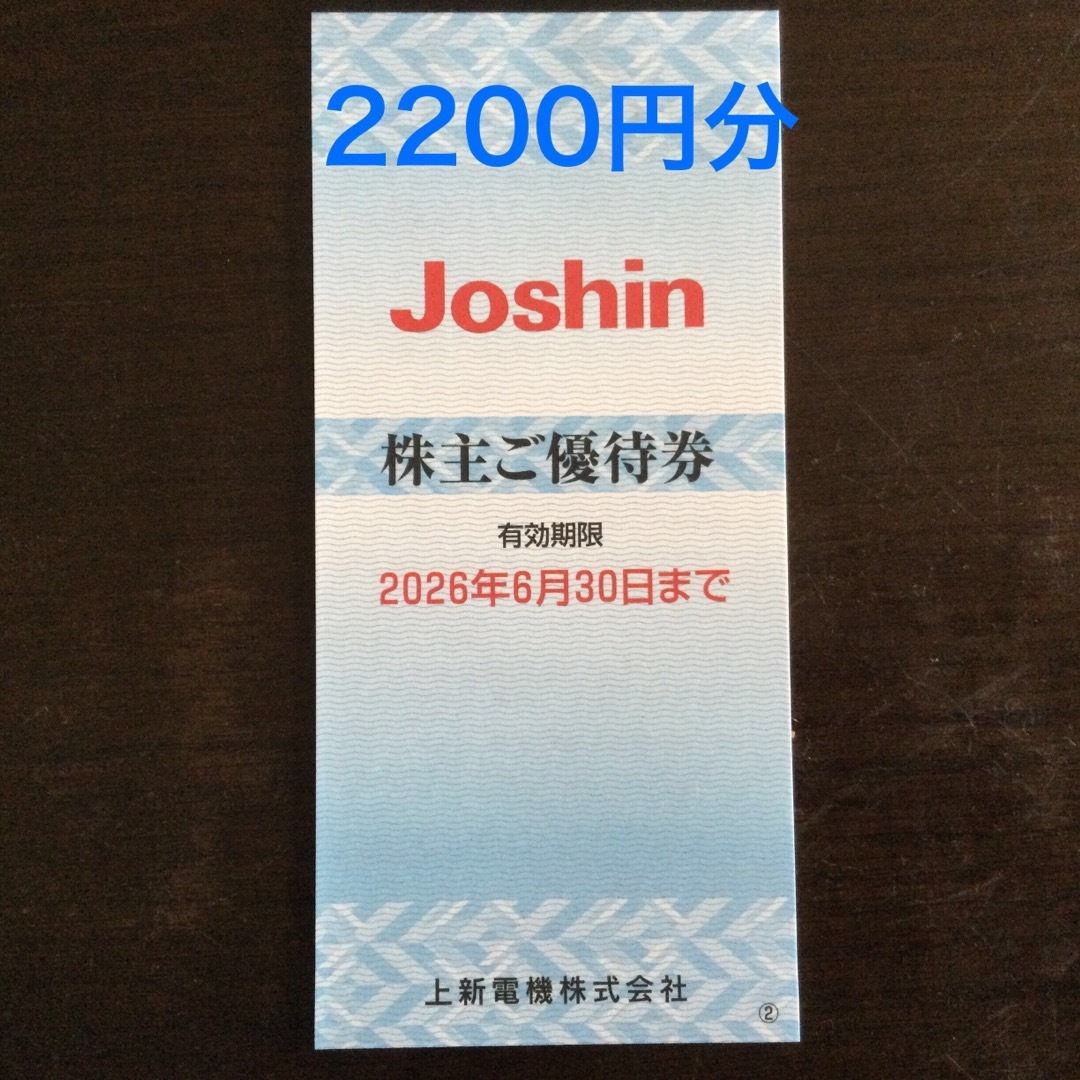 2200円分
Joshin
株主ご優待券
有効期限
2026年6月30日まで
上新電機株式会社
②